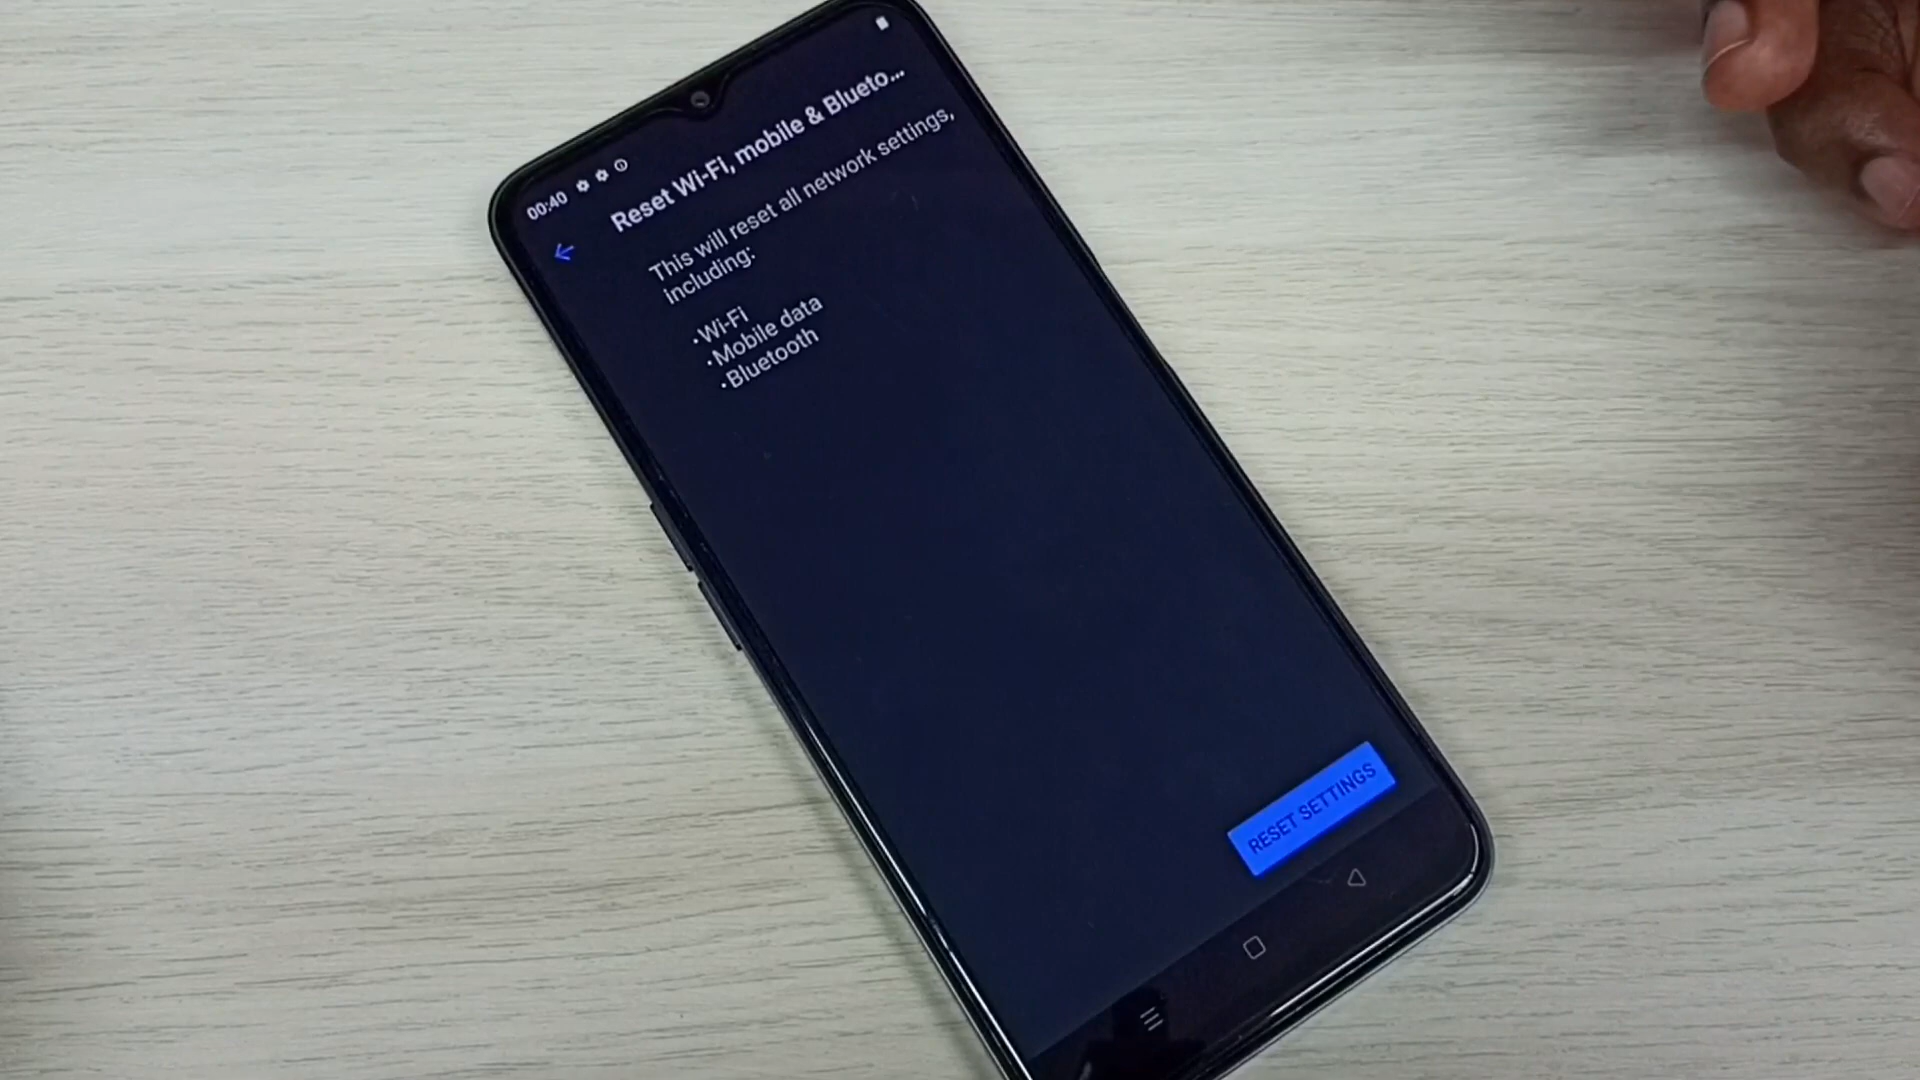 00:40
Reset Wi-Fi, mobile & Blueto...
This will reset all network settings,
including:
•Wi-Fi
•Mobile data
•Bluetooth
RESET SETTINGS